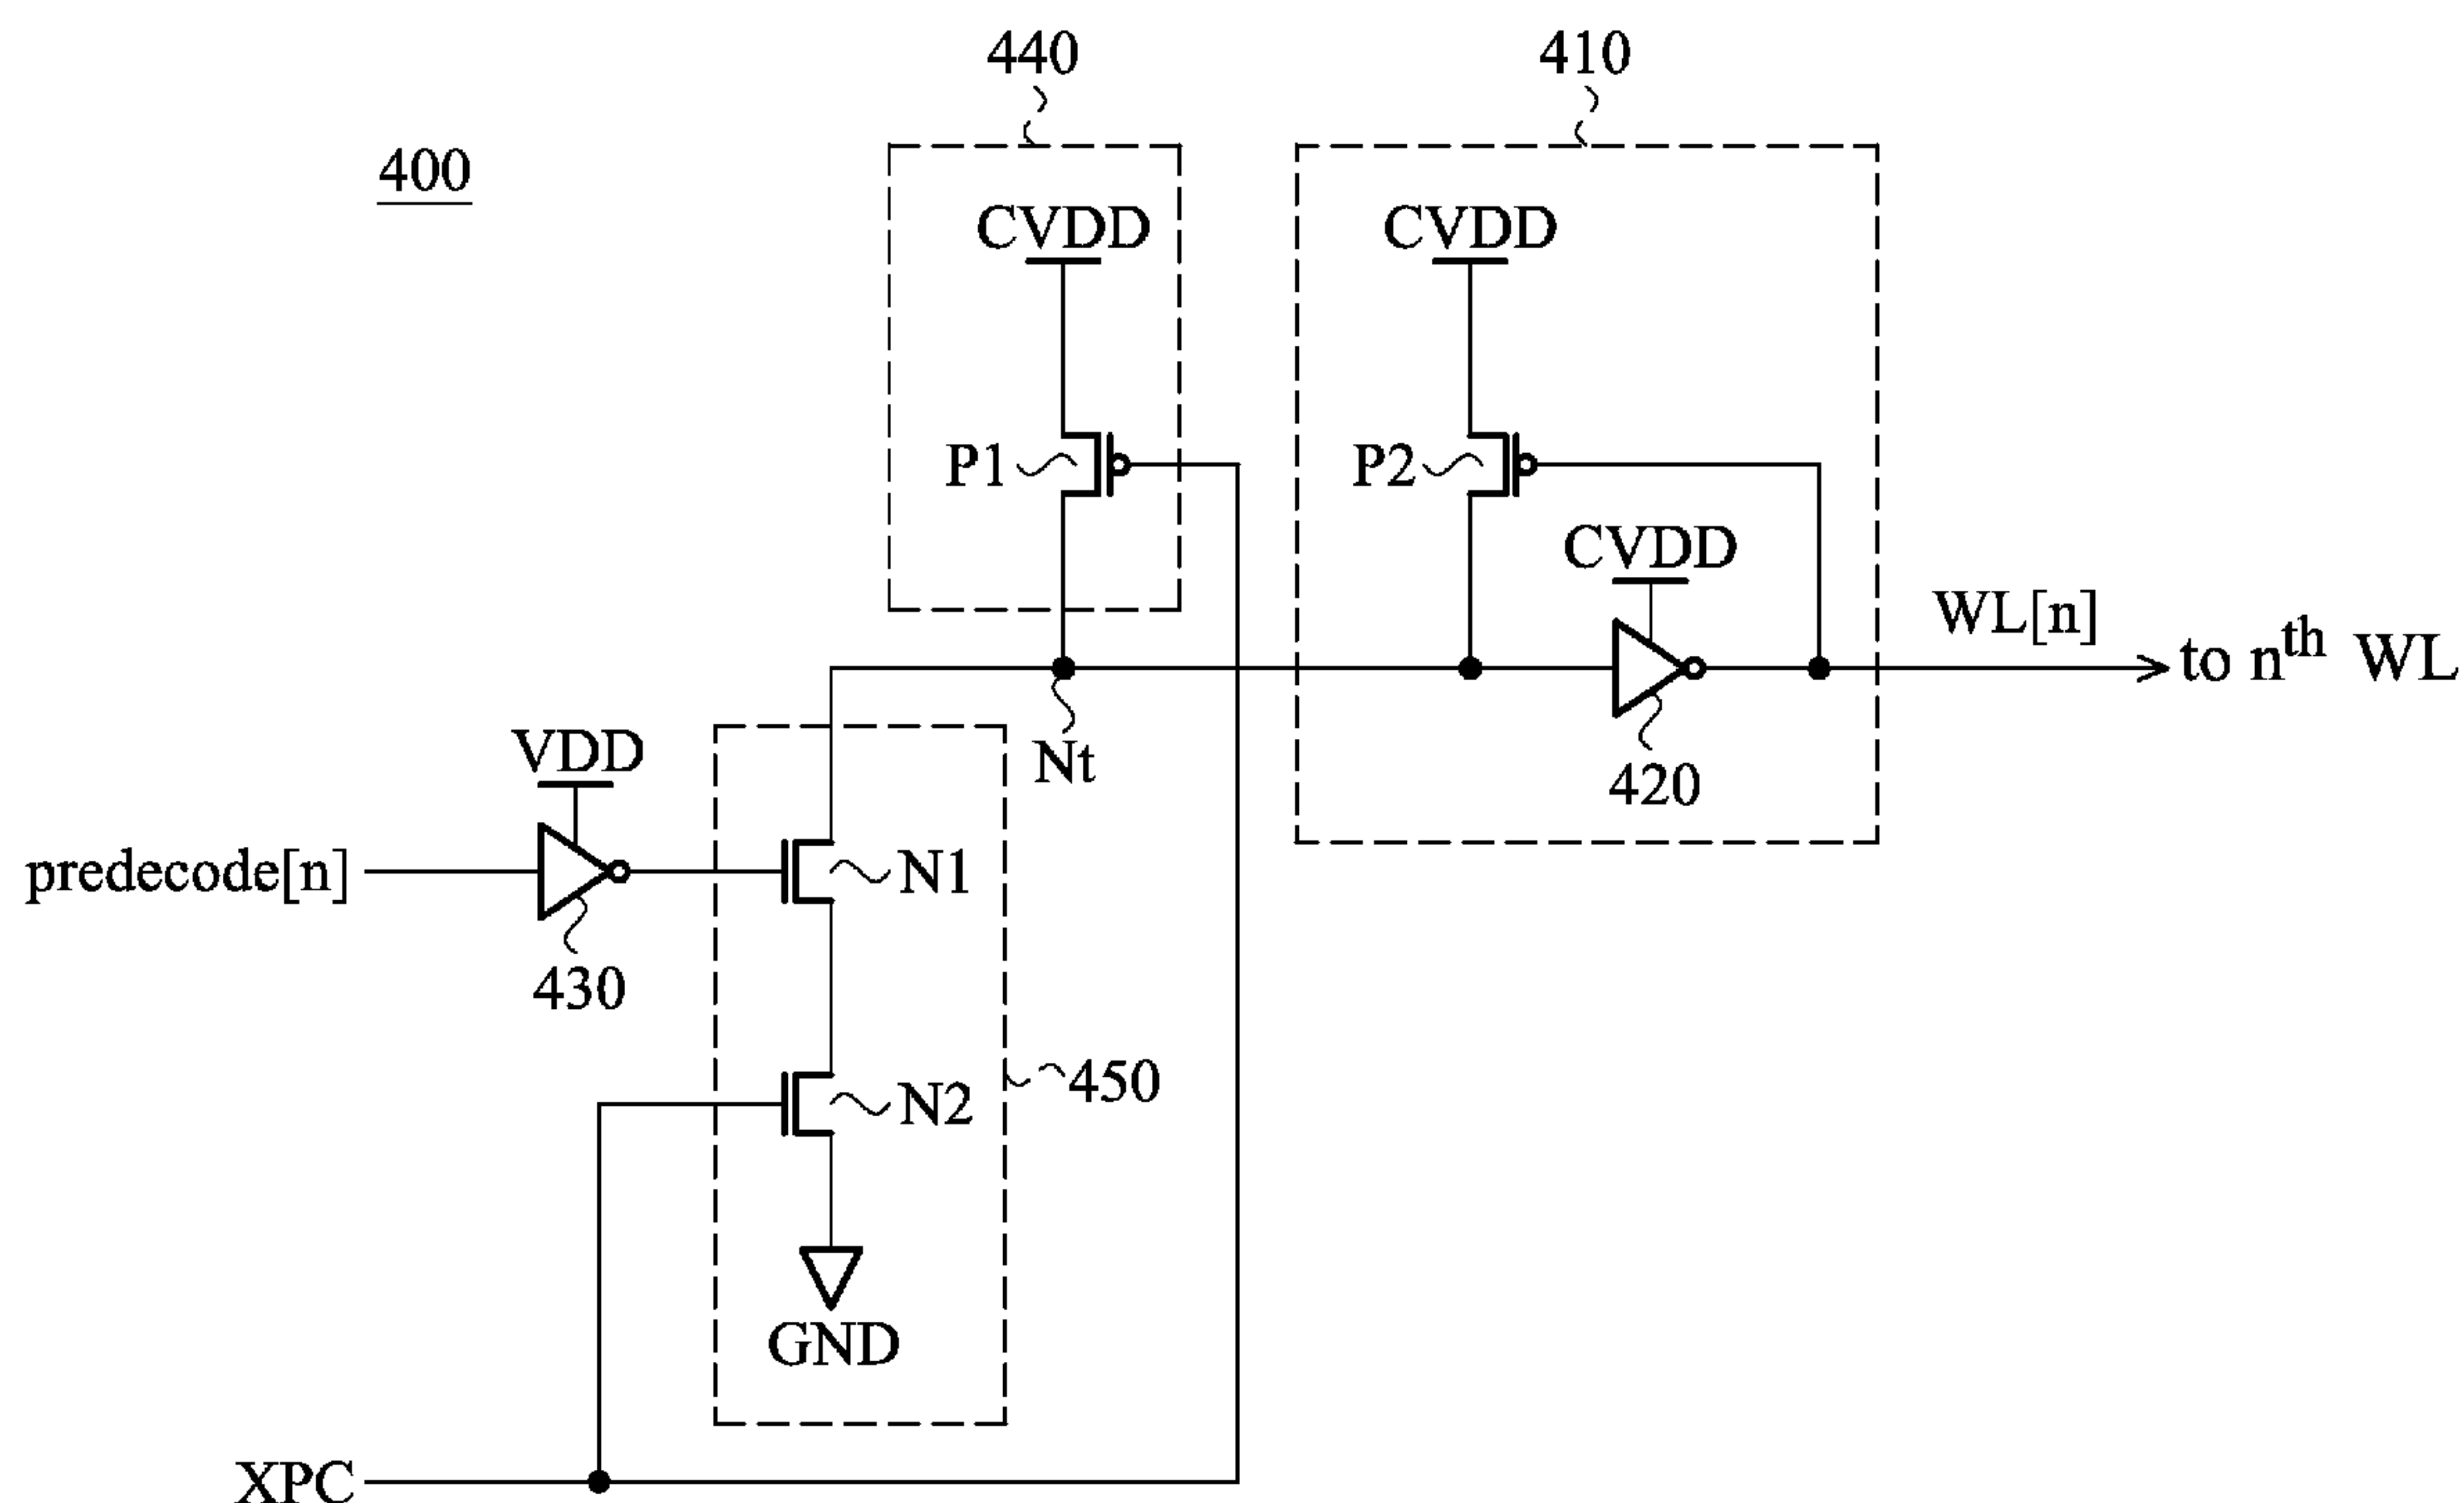 440
410
400
CVDD
CVDD
P1
P2
CVDD
WL[n]
to nth WL
VDD
Nt
420
predecode[n]
N1
430
450
N2
GND
XPC